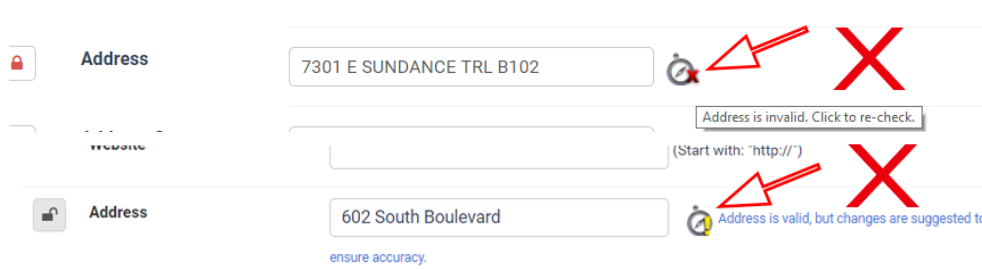 Address
7301 E SUNDANCE TRL B102
Address is invalid. Click to re-check.
Website
(Start with: "http://")
Address
602 South Boulevard
Address is valid, but changes are suggested to
ensure accuracy.